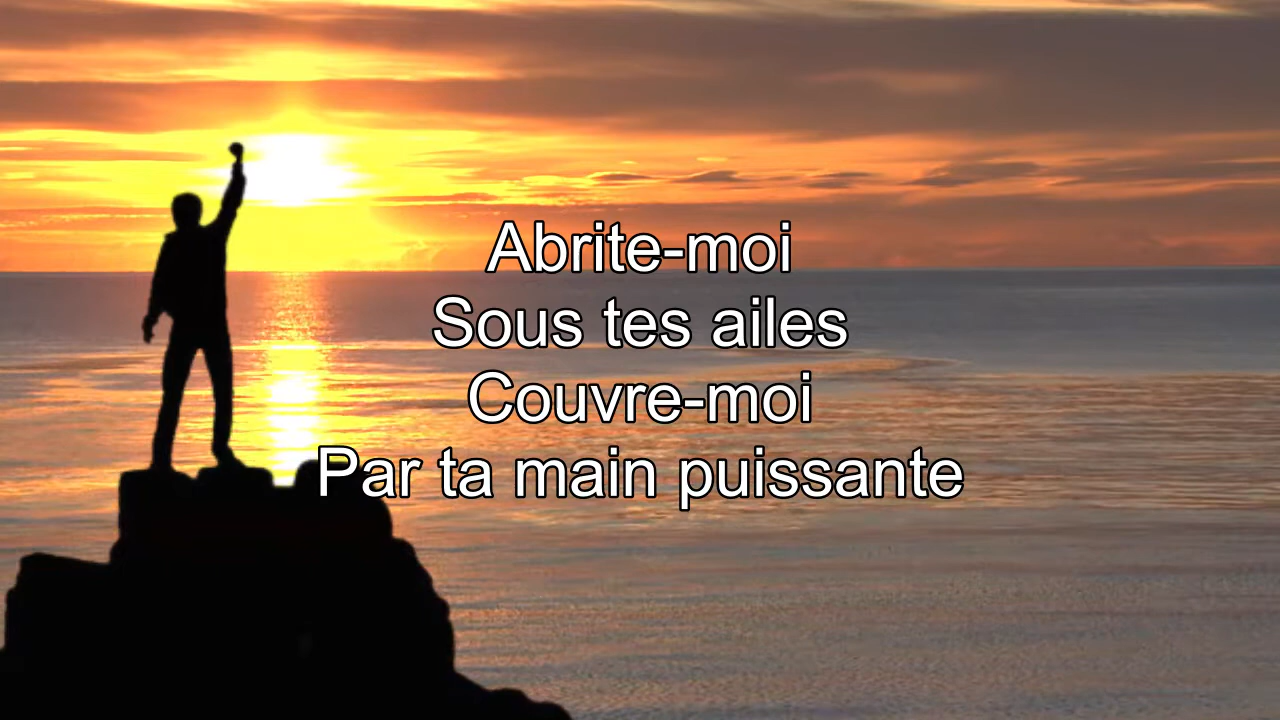 Abrite-moi
Sous tes ailes
Couvre-moi
Par ta main puissante